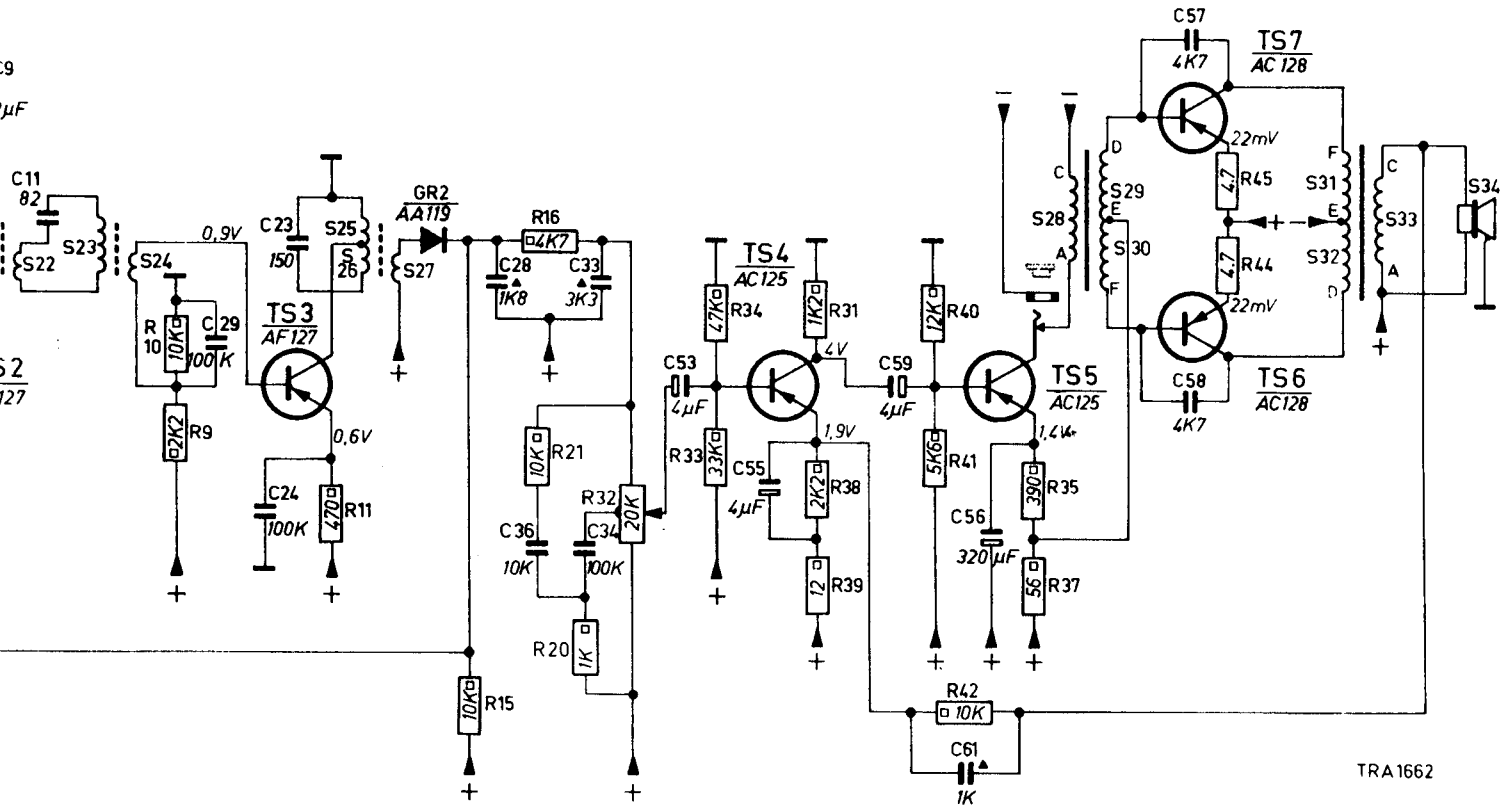 C9
µF
C11
82
S22
S23
S24
0,9V
R
10
10K
C29
100K
R9
2K2
S2
127
TS3
AF127
0,6V
C23
150
S25
S
26
S27
C24
100K
R11
470
+
+
+
GR2
AA119
R16
4K7
C28
1K8
C33
3K3
+
R15
10K
+
R21
10K
C36
10K
C34
100K
R20
1K
R32
20K
+
C53
4µF
R34
47K
R33
33K
+
TS4
AC125
R31
1K2
4V
1,9V
C55
4µF
R38
2K2
R39
12
+
C59
4µF
R40
12K
R41
5K6
+
TS5
AC125
1,4V
C56
320µF
+
R35
390
R37
56
+
R42
10K
C61
1K
–
–
C
S28
A
D
S29
E
S30
F
C57
4K7
TS7
AC128
22mV
4.7
R45
+
–
4.7
R44
22mV
TS6
AC128
C58
4K7
F
S31
E
S32
D
C
S33
A
+
S34
TRA1662